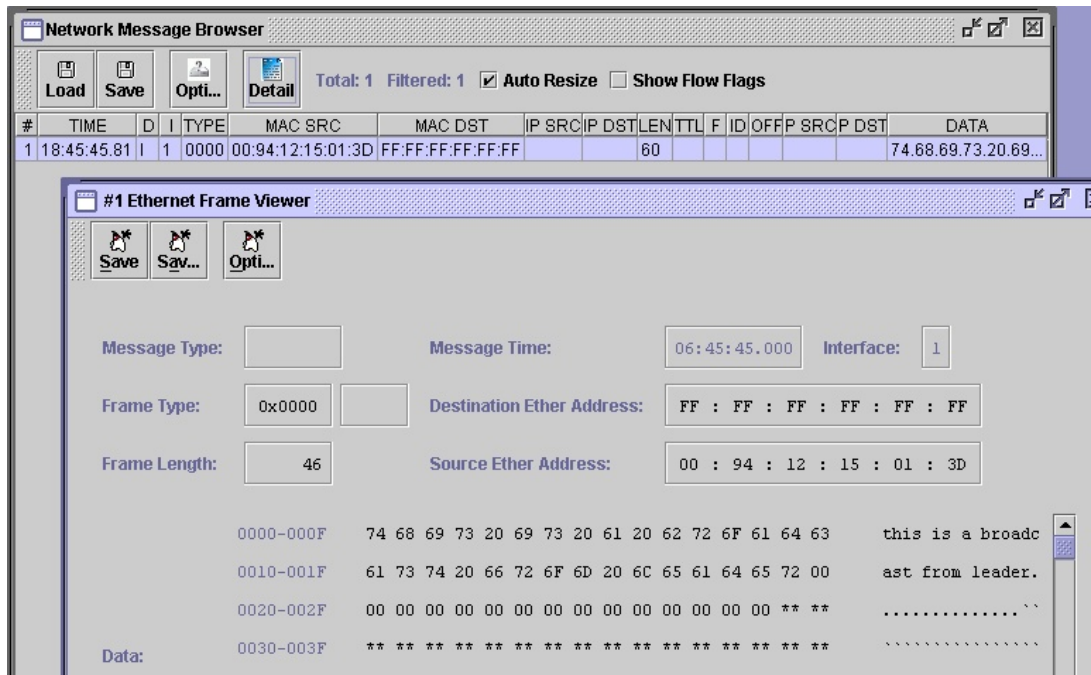 Network Message Browser
Load Save Opti... Detail Total: 1 Filtered: 1 Auto Resize Show Flow Flags
# TIME D I TYPE MAC SRC MAC DST IP SRC IP DST LEN TTL F ID OFF P SRC P DST DATA
1 18:45:45.81 I 1 0000 00:94:12:15:01:3D FF:FF:FF:FF:FF:FF 60 74.68.69.73.20.69...
#1 Ethernet Frame Viewer
Save Sav... Opti...
Message Type: Message Time: 06:45:45.000 Interface: 1
Frame Type: 0x0000 Destination Ether Address: FF : FF : FF : FF : FF : FF
Frame Length: 46 Source Ether Address: 00 : 94 : 12 : 15 : 01 : 3D
0000-000F 74 68 69 73 20 69 73 20 61 20 62 72 6F 61 64 63 this is a broadc
0010-001F 61 73 74 20 66 72 6F 6D 20 6C 65 61 64 65 72 00 ast from leader.
0020-002F 00 00 00 00 00 00 00 00 00 00 00 00 00 00 ** ** ..............``
0030-003F ** ** ** ** ** ** ** ** ** ** ** ** ** ** ** ** ````````````````
Data: